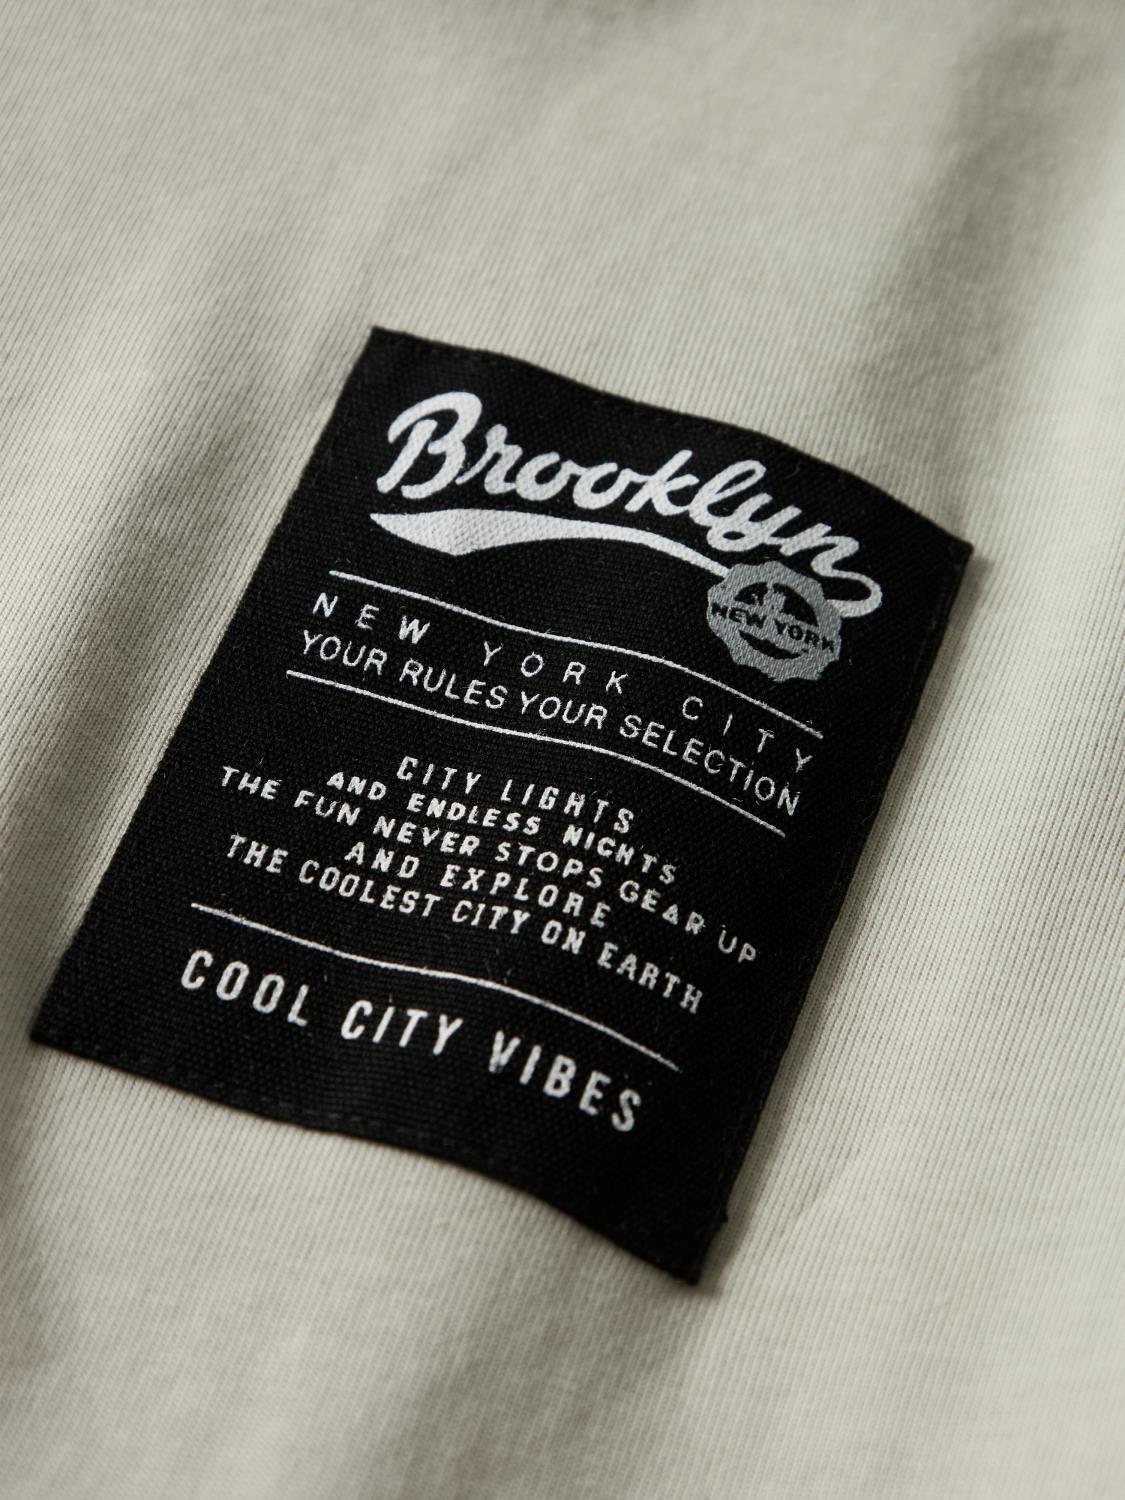 Brooklyn
NEW YORK
NEW YORK CITY
YOUR RULES YOUR SELECTION
CITY LIGHTS
AND ENDLESS NIGHTS
THE FUN NEVER STOPS GEAR UP
AND EXPLORE
THE COOLEST CITY ON EARTH
COOL CITY VIBES